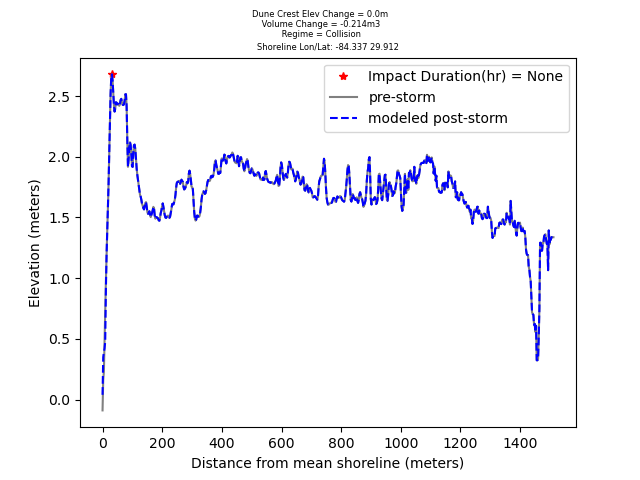 Dune Crest Elev Change = 0.0m
Volume Change = -0.214m3
Regime = Collision
Shoreline Lon/Lat: -84.337 29.912
Impact Duration(hr) = None
pre-storm
modeled post-storm
Elevation (meters)
2.5
2.0
1.5
1.0
0.5
0.0
0 200 400 600 800 1000 1200 1400
Distance from mean shoreline (meters)